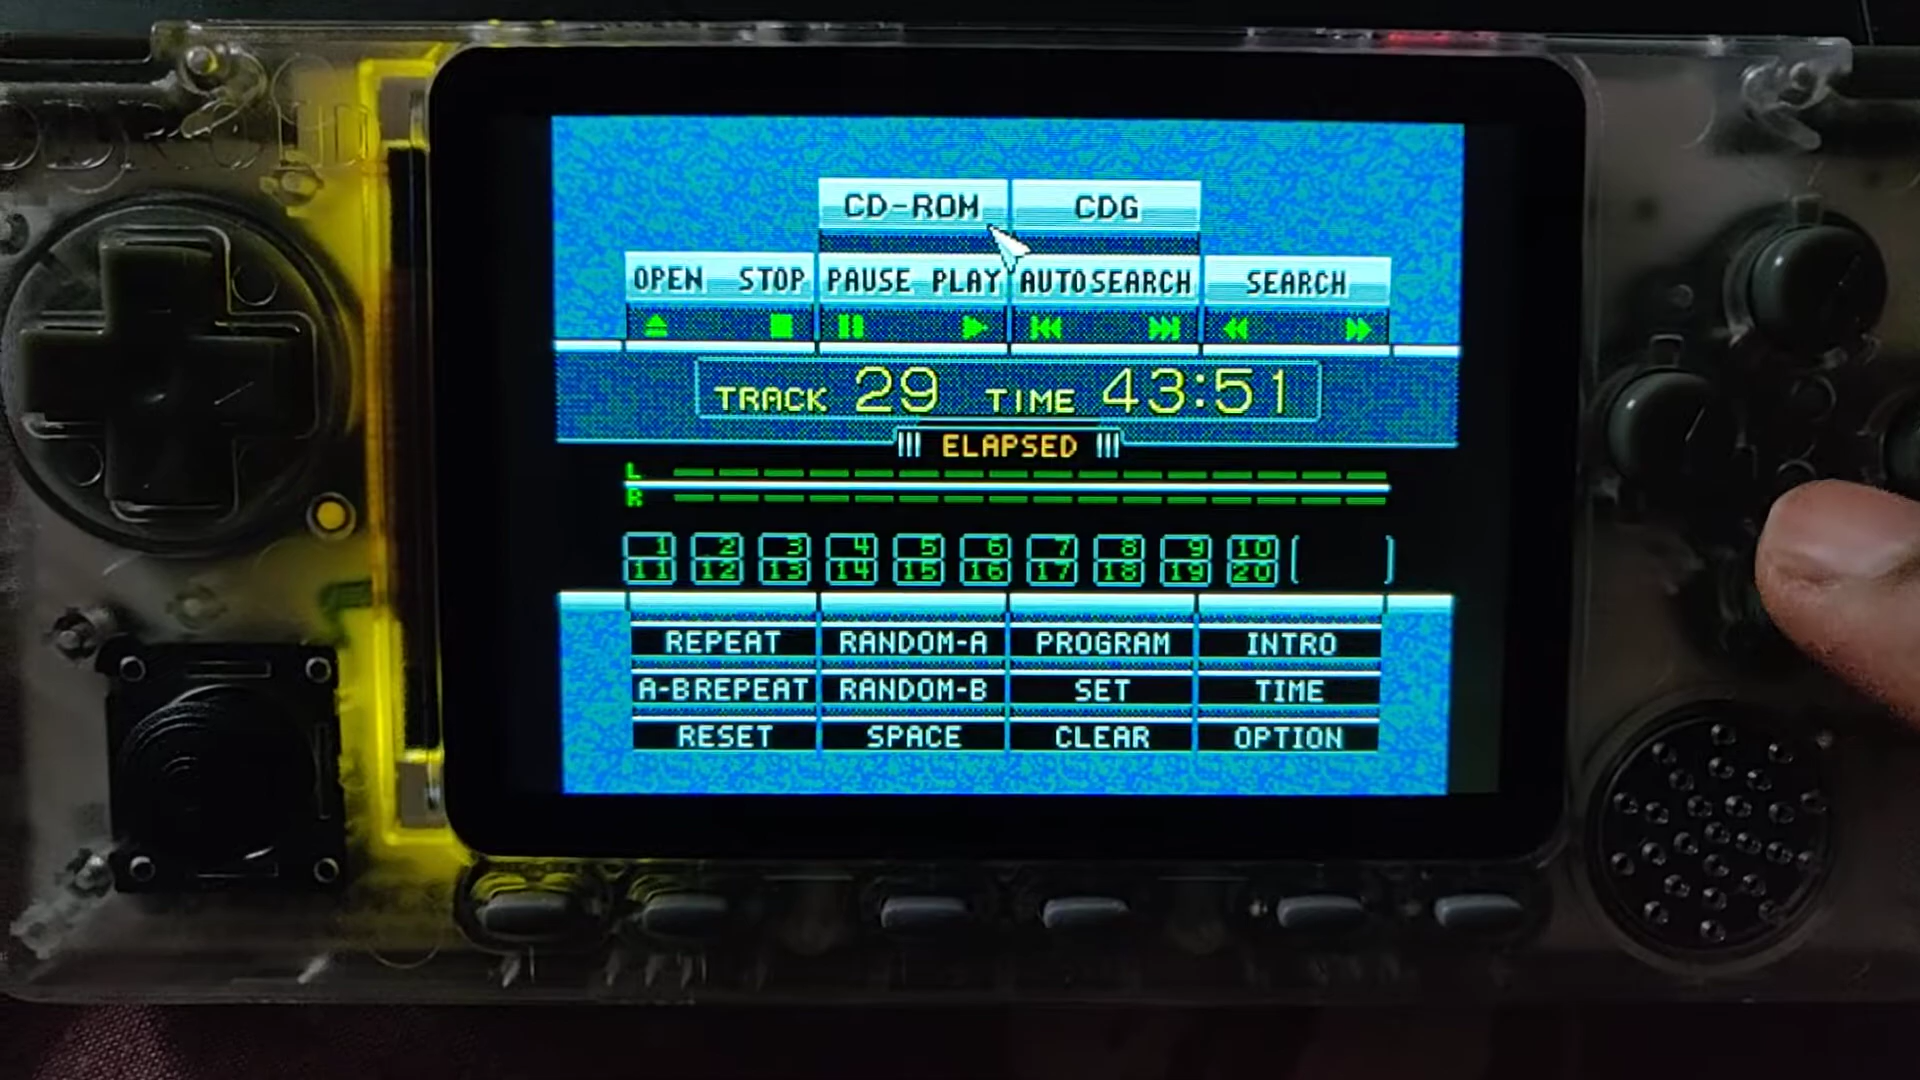 CD-ROM CDG
OPEN STOP PAUSE PLAY AUTOSEARCH SEARCH
TRACK 29 TIME 43:51
ELAPSED
L
R
1 2 3 4 5 6 7 8 9 10
11 12 13 14 15 16 17 18 19 20
REPEAT RANDOM-A PROGRAM INTRO
A-BREPEAT RANDOM-B SET TIME
RESET SPACE CLEAR OPTION